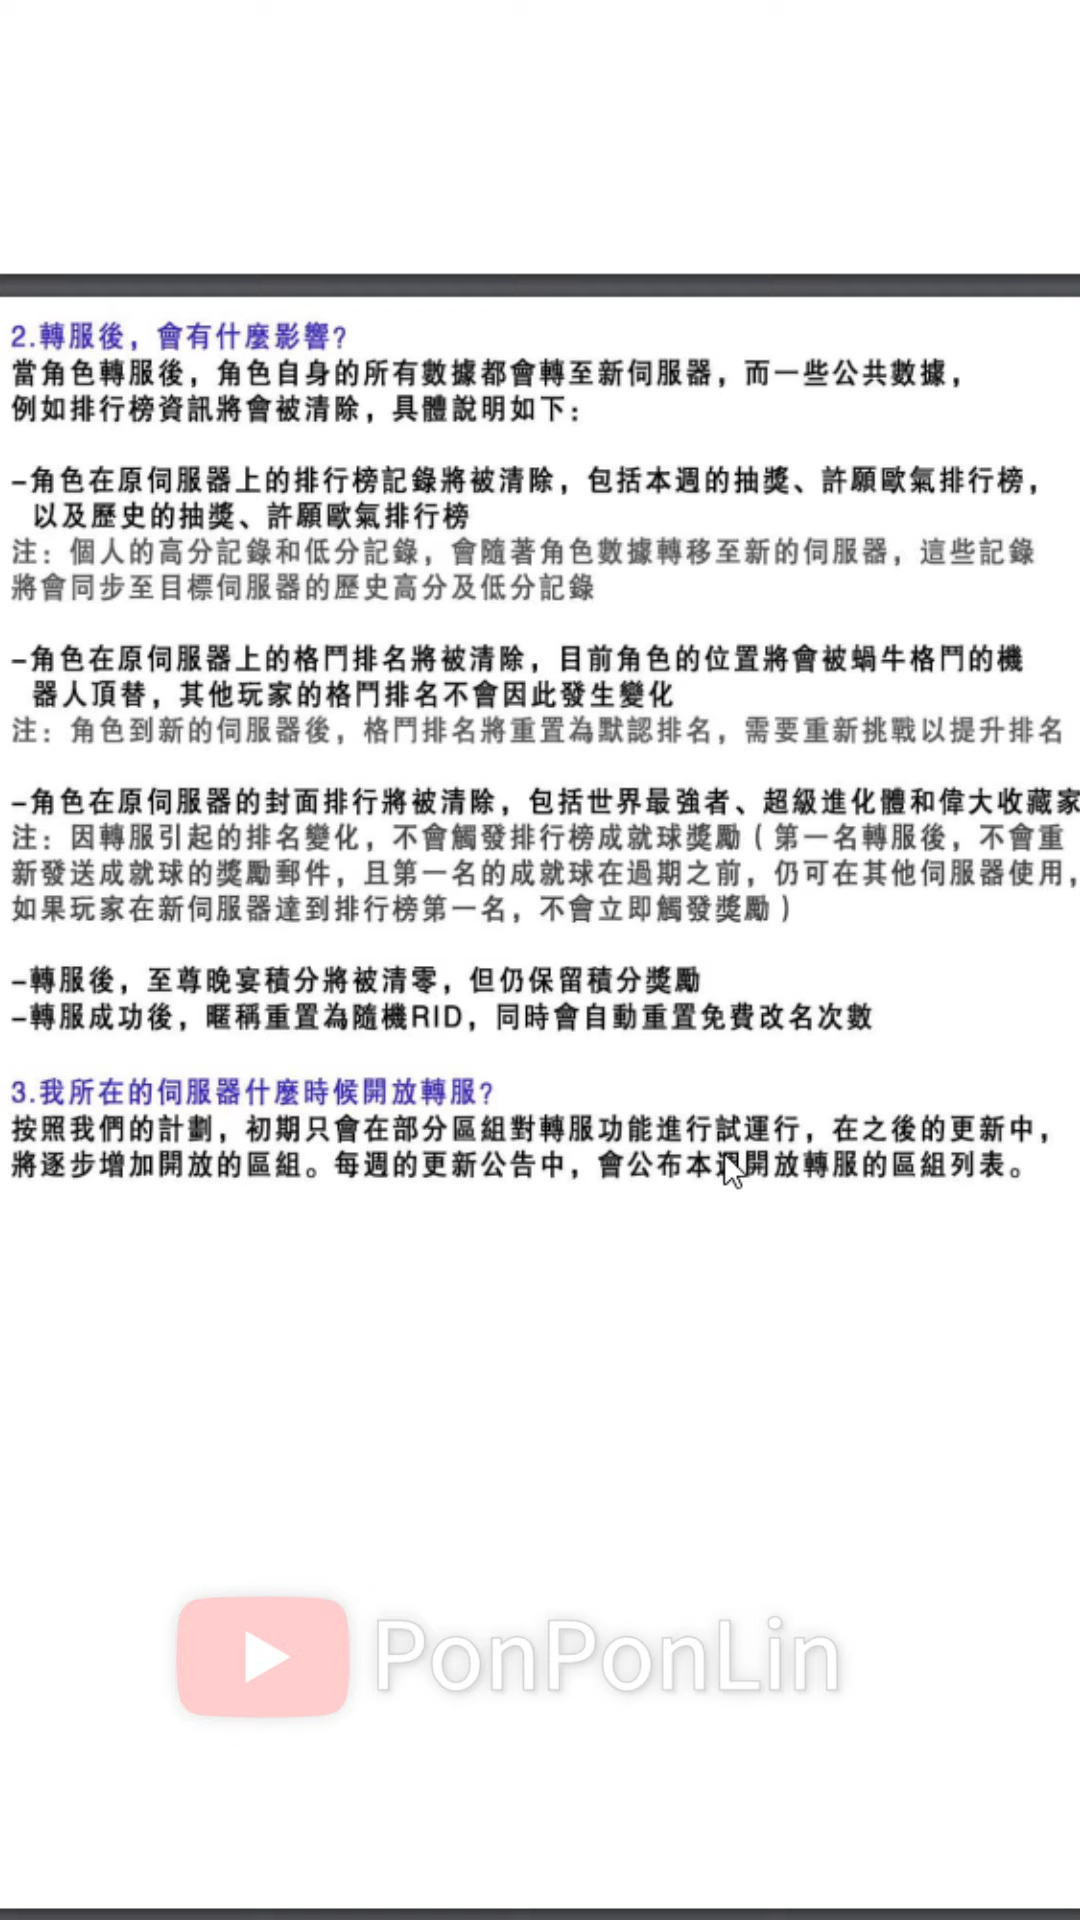 2.轉服後，會有什麼影響?
當角色轉服後，角色自身的所有數據都會轉至新伺服器，而一些公共數據，
例如排行榜資訊將會被清除，具體說明如下：
-角色在原伺服器上的排行榜記錄將被清除，包括本週的抽獎、許願歐氣排行榜，
以及歷史的抽獎、許願歐氣排行榜
注：個人的高分記錄和低分記錄，會隨著角色數據轉移至新的伺服器，這些記錄
將會同步至目標伺服器的歷史高分及低分記錄
-角色在原伺服器上的格鬥排名將被清除，目前角色的位置將會被蝸牛格鬥的機
器人頂替，其他玩家的格鬥排名不會因此發生變化
注：角色到新的伺服器後，格鬥排名將重置為默認排名，需要重新挑戰以提升排名
-角色在原伺服器的封面排行將被清除，包括世界最強者、超級進化體和偉大收藏家
注：因轉服引起的排名變化，不會觸發排行榜成就球獎勵（第一名轉服後，不會重
新發送成就球的獎勵郵件，且第一名的成就球在過期之前，仍可在其他伺服器使用，
如果玩家在新伺服器達到排行榜第一名，不會立即觸發獎勵）
-轉服後，至尊晚宴積分將被清零，但仍保留積分獎勵
-轉服成功後，暱稱重置為隨機RID，同時會自動重置免費改名次數
3.我所在的伺服器什麼時候開放轉服?
按照我們的計劃，初期只會在部分區組對轉服功能進行試運行，在之後的更新中，
將逐步增加開放的區組。每週的更新公告中，會公布本週開放轉服的區組列表。
PonPonLin